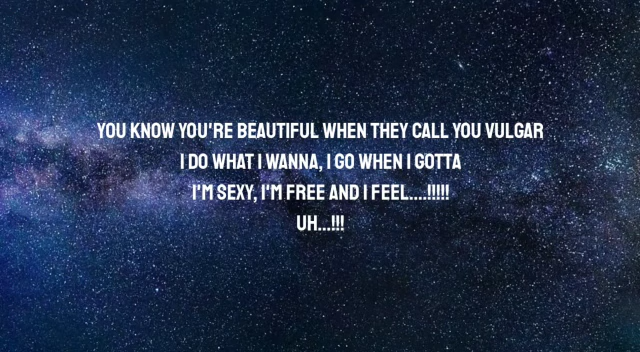 YOU KNOW YOU'RE BEAUTIFUL WHEN THEY CALL YOU VULGAR
I DO WHAT I WANNA, I GO WHEN I GOTTA
I'M SEXY, I'M FREE AND I FEEL....!!!!!
UH...!!!